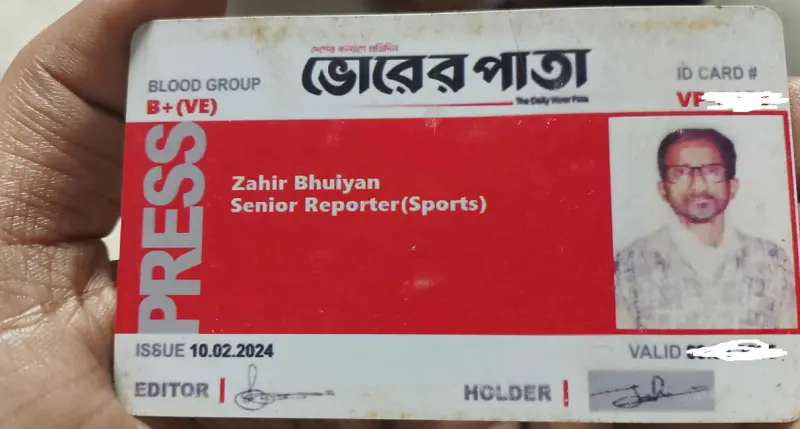 দেশের কল্যাণে প্রতিদিন
ভোরের পাতা
The Daily Vorer Pata
BLOOD GROUP
B+(VE)
ID CARD #
PRESS
Zahir Bhuiyan
Senior Reporter(Sports)
ISSUE 10.02.2024
VALID
EDITOR
HOLDER